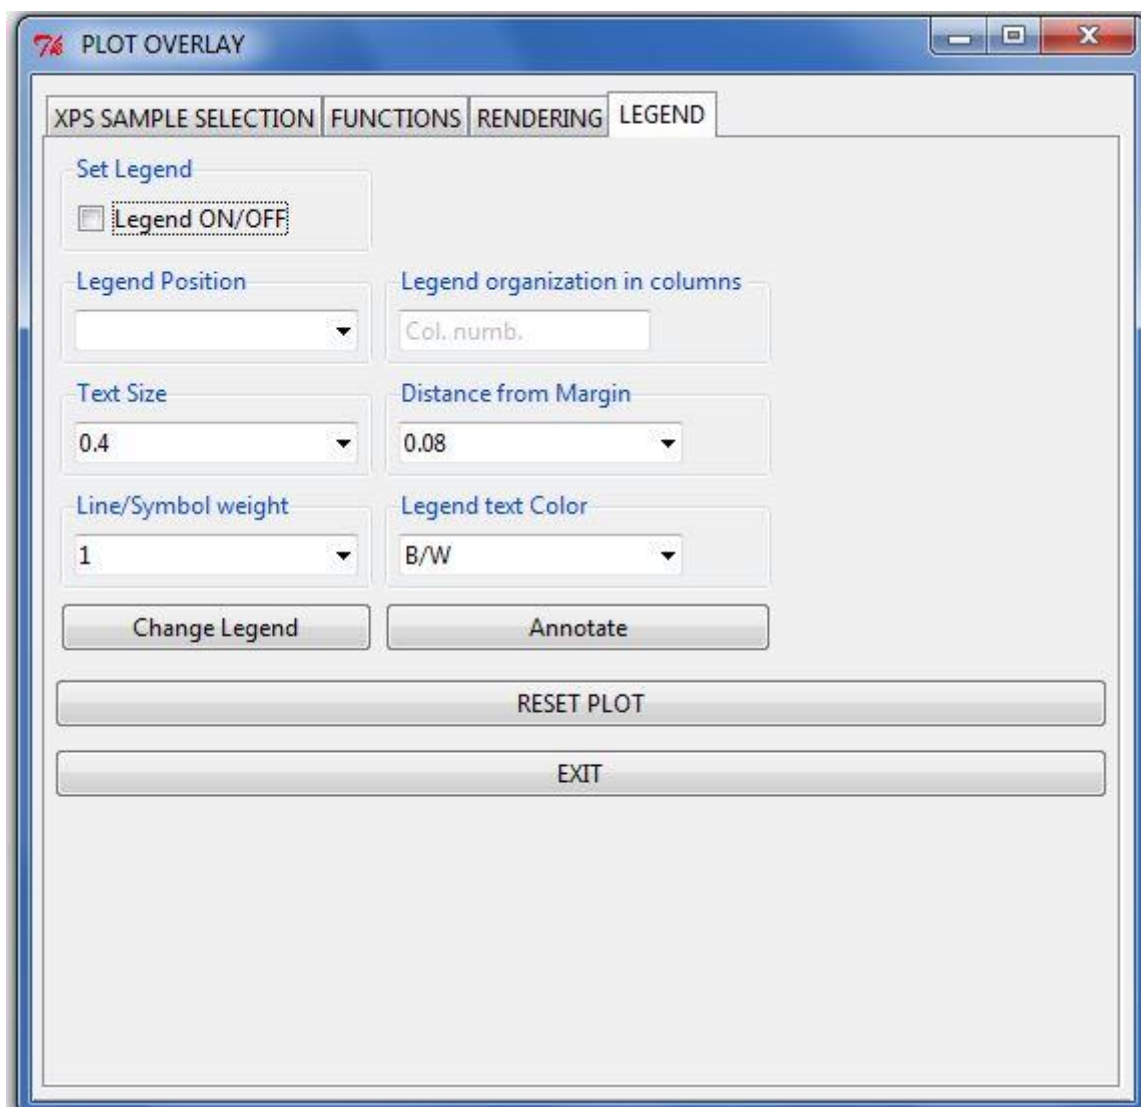 PLOT OVERLAY
XPS SAMPLE SELECTION FUNCTIONS RENDERING LEGEND
Set Legend
Legend ON/OFF
Legend Position Legend organization in columns
Col. numb.
Text Size Distance from Margin
0.4 0.08
Line/Symbol weight Legend text Color
1 B/W
Change Legend Annotate
RESET PLOT
EXIT